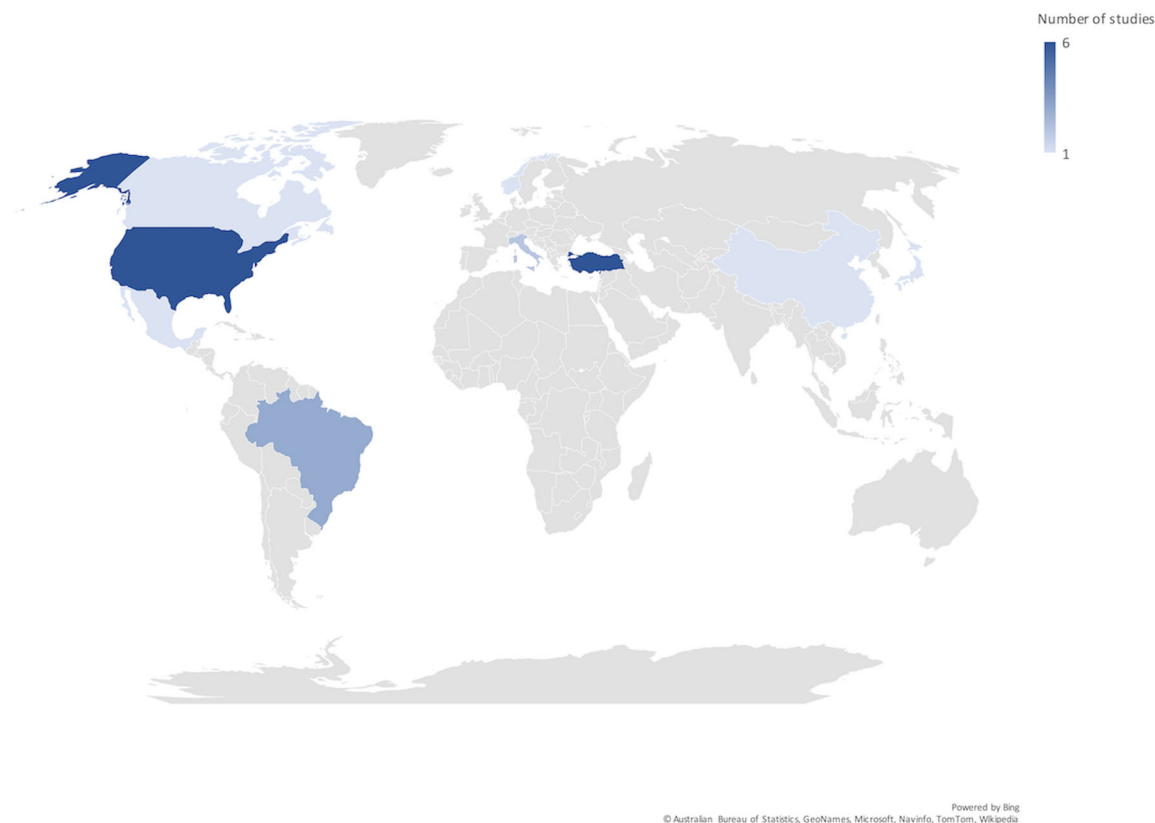 Number of studies
6
1
Powered by Bing
© Australian Bureau of Statistics, GeoNames, Microsoft, Navinfo, TomTom, Wikipedia